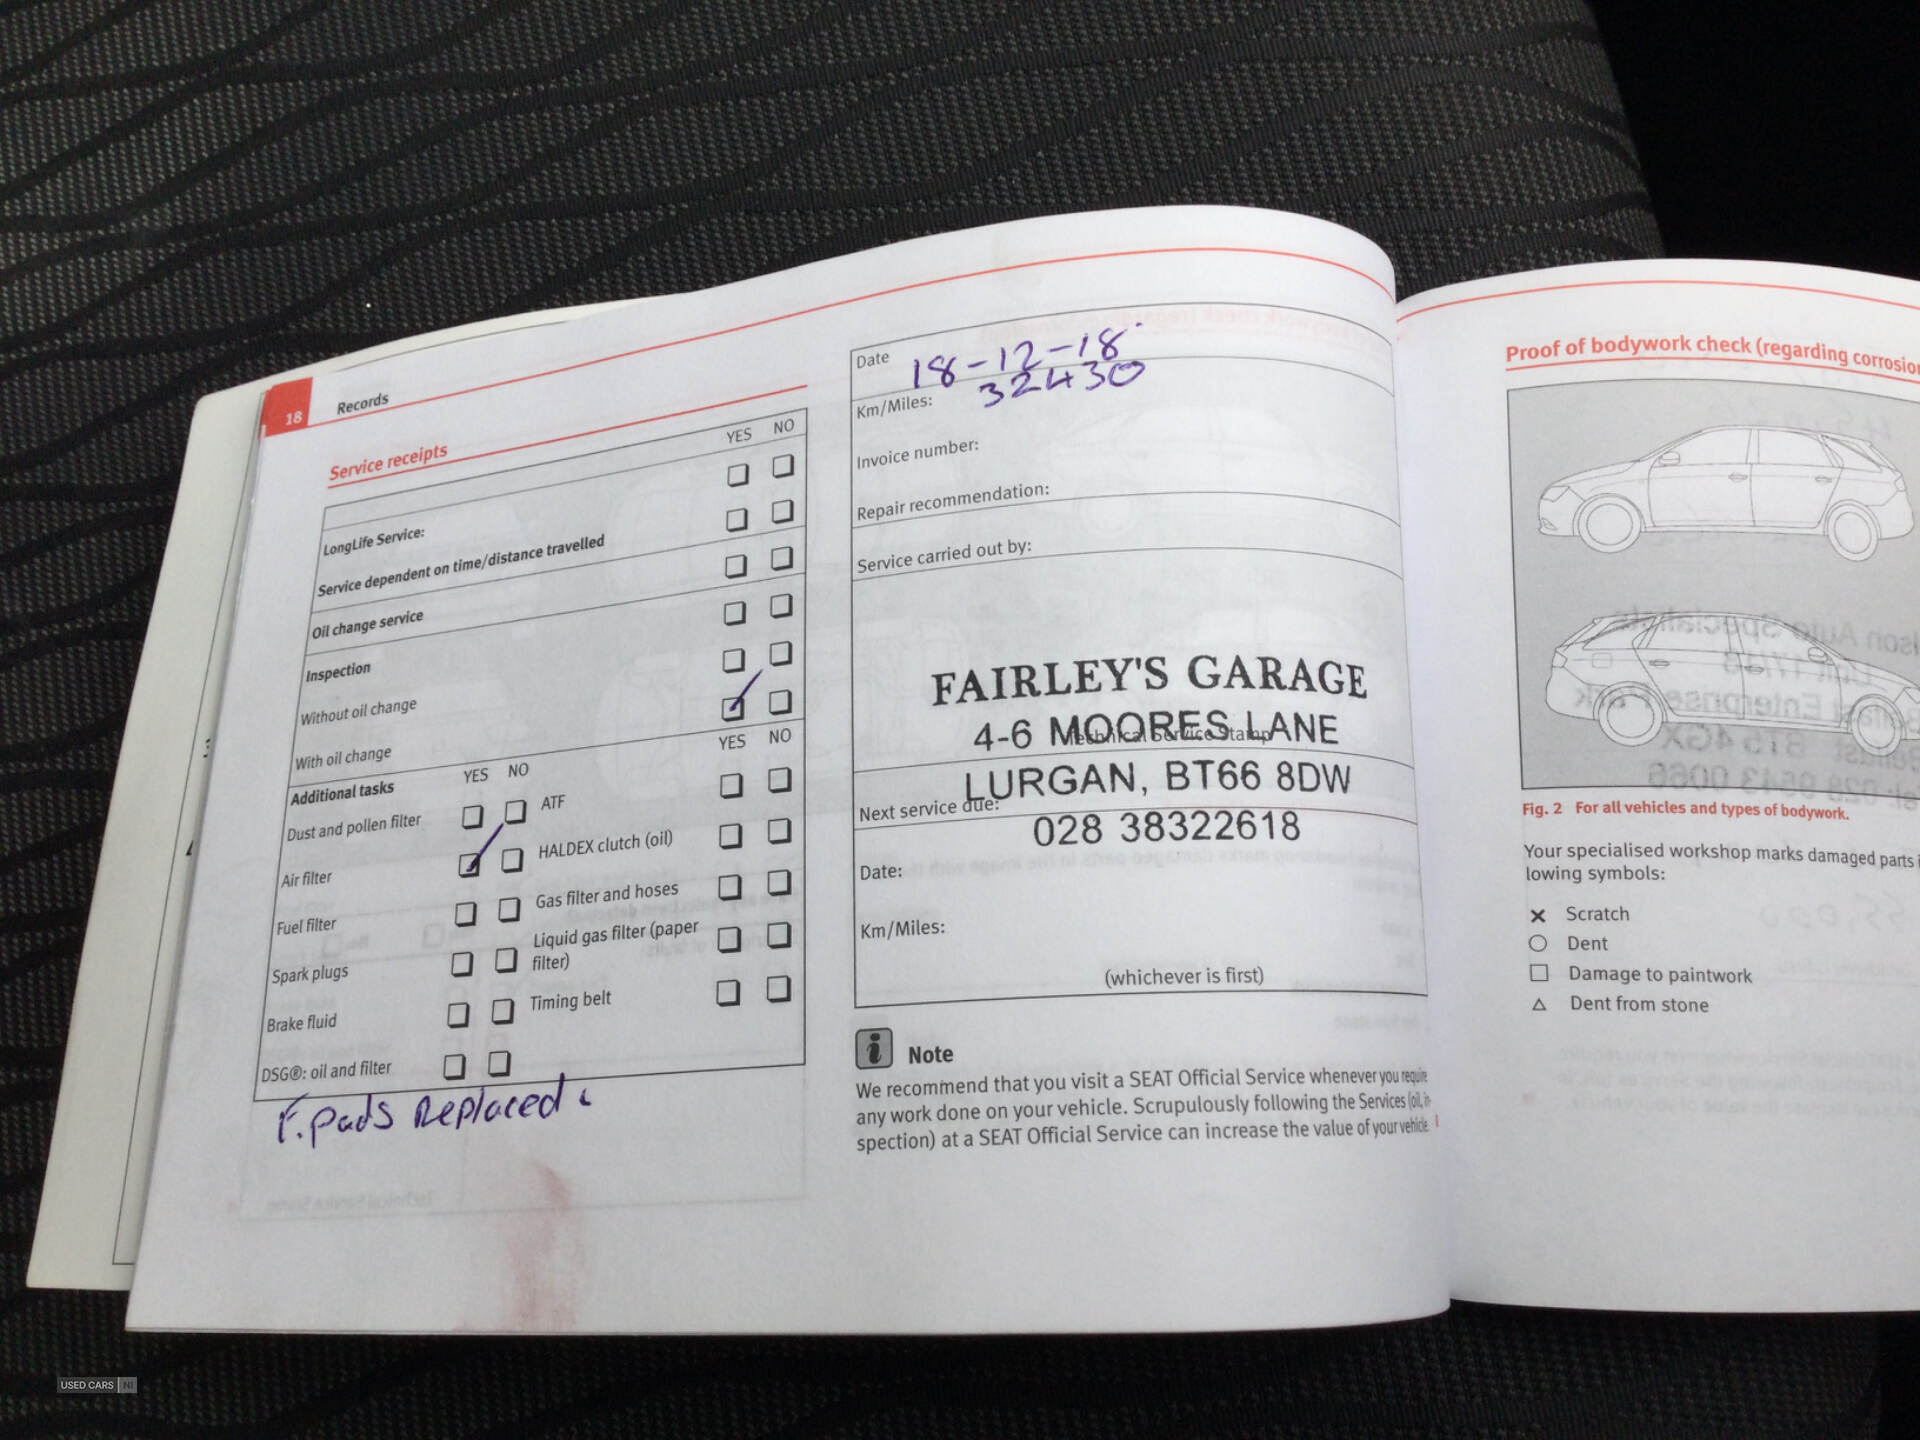 18
Records
Service receipts
YES NO
LongLife Service:
Service dependent on time/distance travelled
Oil change service
Inspection
Without oil change
With oil change
YES NO
Additional tasks
YES NO
Dust and pollen filter
ATF
Air filter
HALDEX clutch (oil)
Fuel filter
Gas filter and hoses
Spark plugs
Liquid gas filter (paper
filter)
Brake fluid
Timing belt
DSG®: oil and filter
F. pads Replaced.
Date 18-12-18
Km/Miles: 32430
Invoice number:
Repair recommendation:
Service carried out by:
FAIRLEY'S GARAGE
4-6 MOORES LANE
Technical Service Stamp
LURGAN, BT66 8DW
Next service due:
028 38322618
Date:
Km/Miles:
(whichever is first)
i Note
We recommend that you visit a SEAT Official Service whenever you require
any work done on your vehicle. Scrupulously following the Services (oil, in-
spection) at a SEAT Official Service can increase the value of your vehicle.
Proof of bodywork check (regarding corrosion
Fig. 2 For all vehicles and types of bodywork.
Your specialised workshop marks damaged parts
lowing symbols:
Scratch
Dent
Damage to paintwork
Dent from stone
USED CARS NI